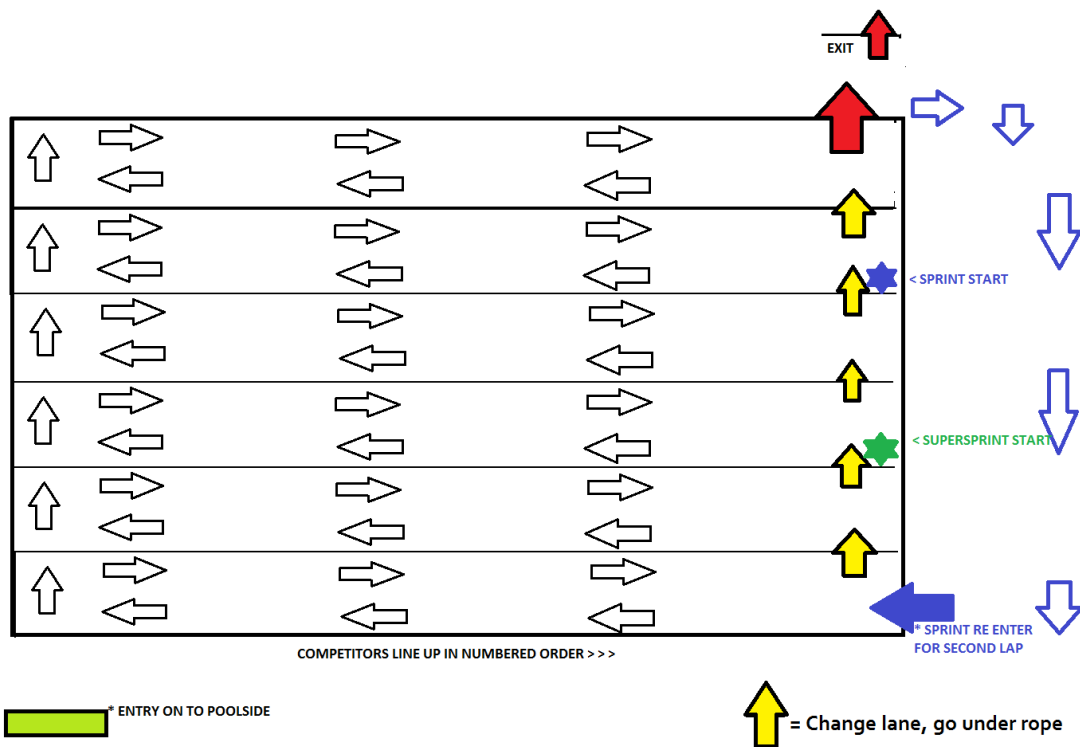 EXIT
< SPRINT START
< SUPERSPRINT START
* SPRINT RE ENTER
FOR SECOND LAP
COMPETITORS LINE UP IN NUMBERED ORDER > > >
* ENTRY ON TO POOLSIDE
= Change lane, go under rope